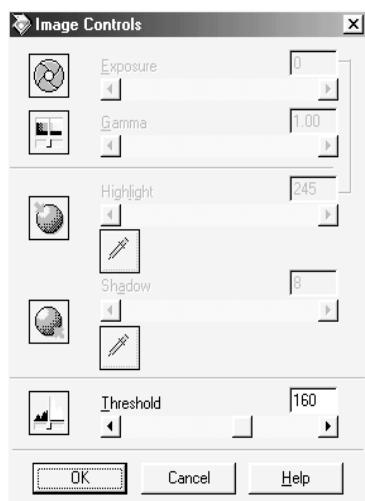 Image Controls
Exposure 0
Gamma 1.00
Highlight 245
Shadow 8
Threshold 160
OK Cancel Help